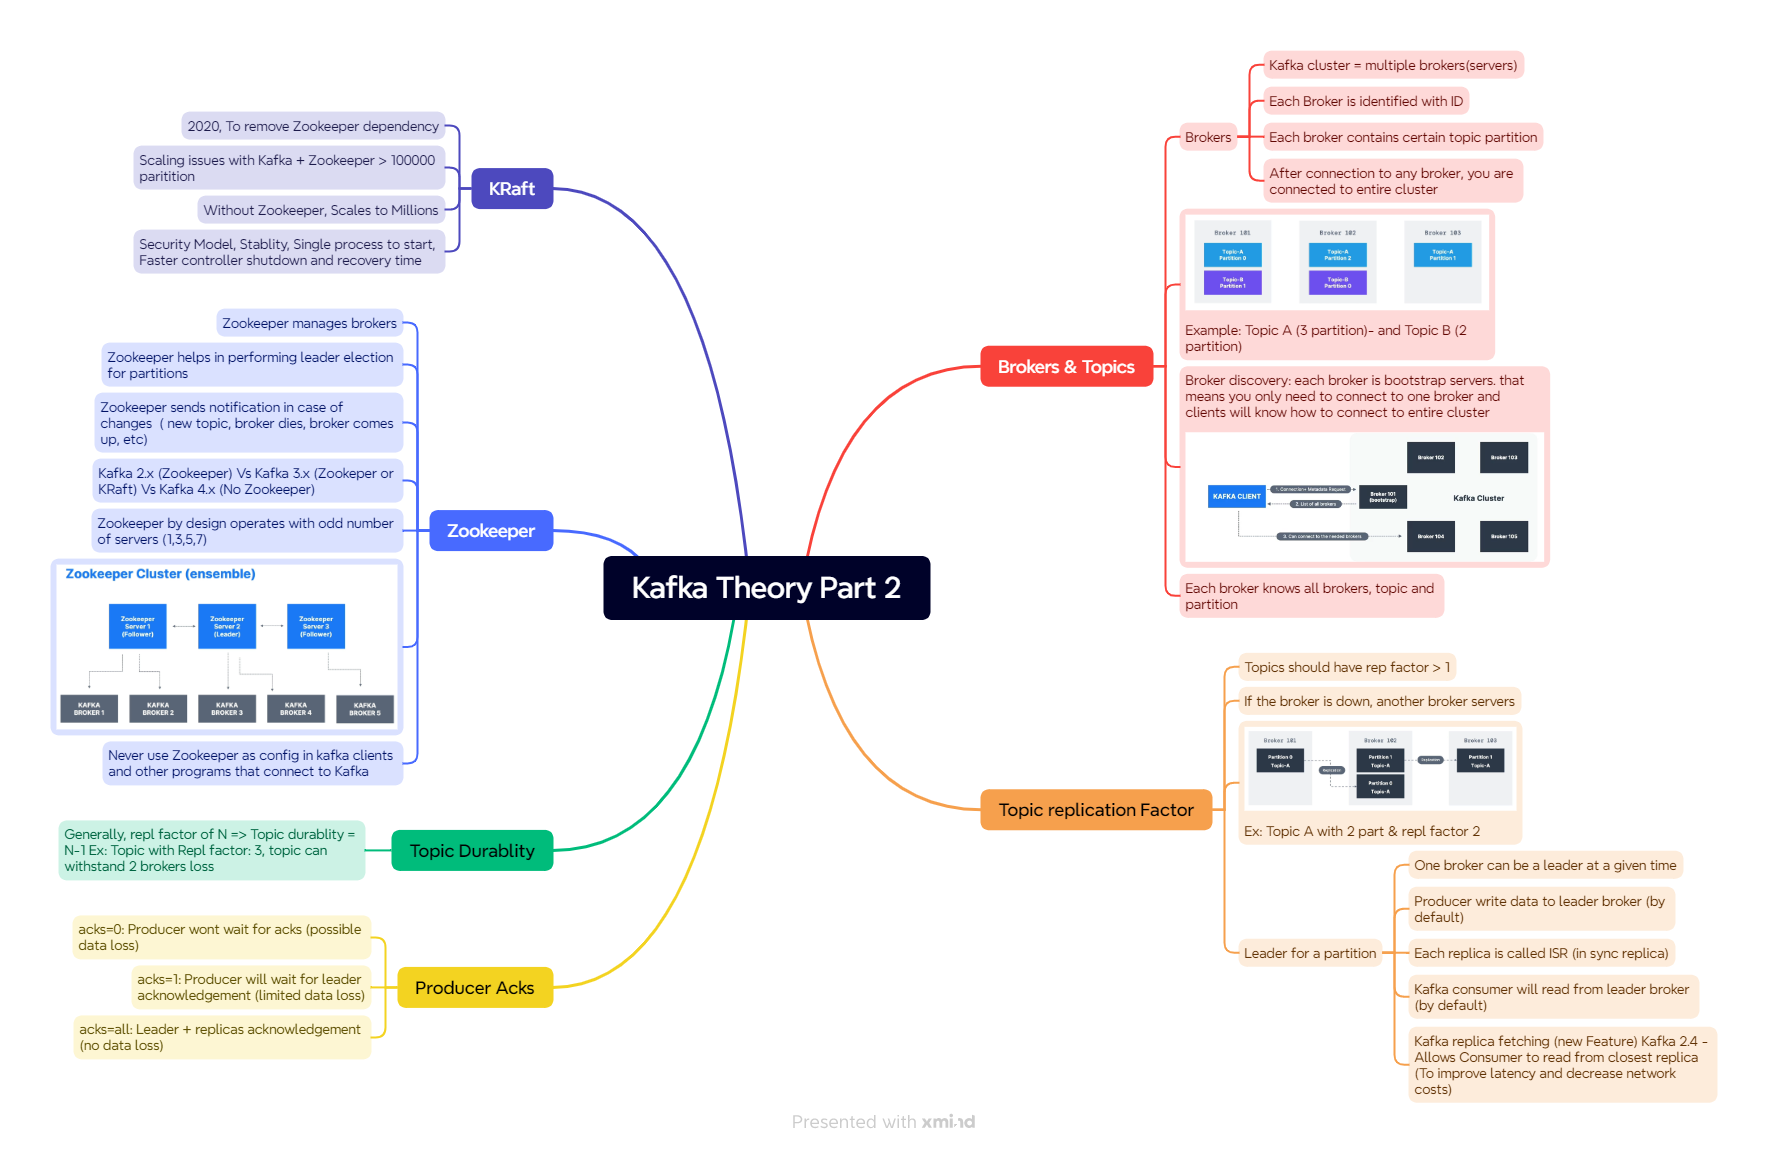 Kafka Theory Part 2
KRaft
2020, To remove Zookeeper dependency
Scaling issues with Kafka + Zookeeper > 100000
paritition
Without Zookeeper, Scales to Millions
Security Model, Stablity, Single process to start,
Faster controller shutdown and recovery time
Zookeeper
Zookeeper manages brokers
Zookeeper helps in performing leader election
for partitions
Zookeeper sends notification in case of
changes ( new topic, broker dies, broker comes
up, etc)
Kafka 2.x (Zookeeper) Vs Kafka 3.x (Zookeper or
KRaft) Vs Kafka 4.x (No Zookeeper)
Zookeeper by design operates with odd number
of servers (1,3,5,7)
Zookeeper Cluster (ensemble)
Zookeeper
Server 1
(Follower)
Zookeeper
Server 2
(Leader)
Zookeeper
Server 3
(Follower)
KAFKA
BROKER 1
KAFKA
BROKER 2
KAFKA
BROKER 3
KAFKA
BROKER 4
KAFKA
BROKER 5
Never use Zookeeper as config in kafka clients
and other programs that connect to Kafka
Topic Durablity
Generally, repl factor of N => Topic durablity =
N-1 Ex: Topic with Repl factor: 3, topic can
withstand 2 brokers loss
Producer Acks
acks=0: Producer wont wait for acks (possible
data loss)
acks=1: Producer will wait for leader
acknowledgement (limited data loss)
acks=all: Leader + replicas acknowledgement
(no data loss)
Brokers & Topics
Brokers
Kafka cluster = multiple brokers(servers)
Each Broker is identified with ID
Each broker contains certain topic partition
After connection to any broker, you are
connected to entire cluster
Broker 101
Topic-A
Partition 0
Topic-B
Partition 1
Broker 102
Topic-A
Partition 2
Topic-B
Partition 0
Broker 103
Topic-A
Partition 1
Example: Topic A (3 partition)- and Topic B (2
partition)
Broker discovery: each broker is bootstrap servers. that
means you only need to connect to one broker and
clients will know how to connect to entire cluster
KAFKA CLIENT
1. Connection+ Metadata Request
2. List of all brokers
3. Can connect to the needed brokers
Broker 101
(bootstrap)
Broker 102
Broker 103
Kafka Cluster
Broker 104
Broker 105
Each broker knows all brokers, topic and
partition
Topic replication Factor
Topics should have rep factor > 1
If the broker is down, another broker servers
Broker 101
Partition 0
Topic-A
Replication
Broker 102
Partition 1
Topic-A
Partition 0
Topic-A
Broker 103
Partition 1
Topic-A
Ex: Topic A with 2 part & repl factor 2
Leader for a partition
One broker can be a leader at a given time
Producer write data to leader broker (by
default)
Each replica is called ISR (in sync replica)
Kafka consumer will read from leader broker
(by default)
Kafka replica fetching (new Feature) Kafka 2.4 -
Allows Consumer to read from closest replica
(To improve latency and decrease network
costs)
Presented with xmind